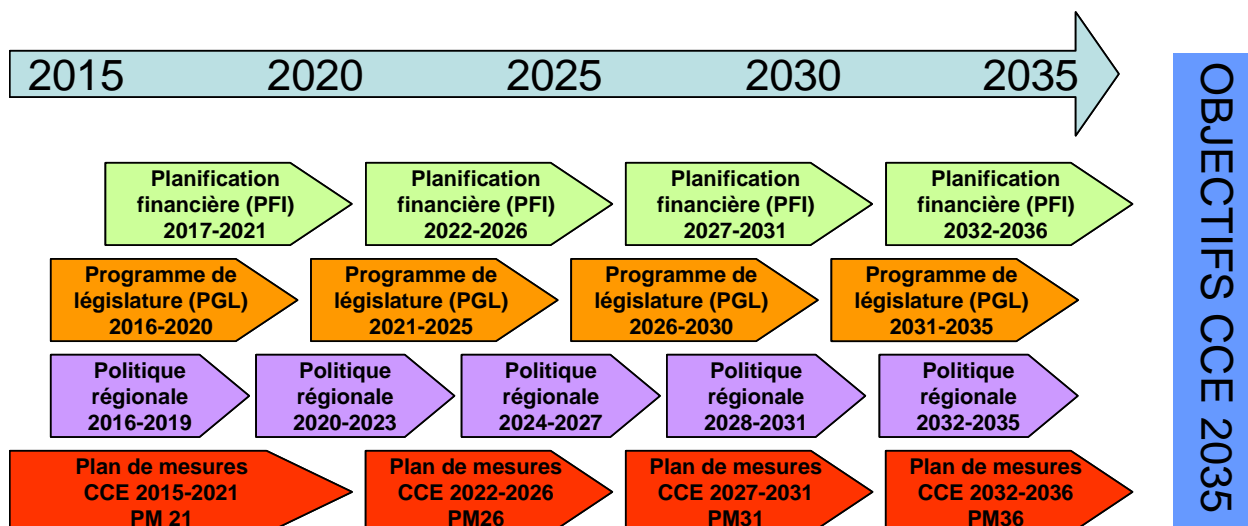 2015 2020 2025 2030 2035
Planification
financière (PFI)
2017-2021
Planification
financière (PFI)
2022-2026
Planification
financière (PFI)
2027-2031
Planification
financière (PFI)
2032-2036
Programme de
législature (PGL)
2016-2020
Programme de
législature (PGL)
2021-2025
Programme de
législature (PGL)
2026-2030
Programme de
législature (PGL)
2031-2035
Politique
régionale
2016-2019
Politique
régionale
2020-2023
Politique
régionale
2024-2027
Politique
régionale
2028-2031
Politique
régionale
2032-2035
Plan de mesures
CCE 2015-2021
PM 21
Plan de mesures
CCE 2022-2026
PM26
Plan de mesures
CCE 2027-2031
PM31
Plan de mesures
CCE 2032-2036
PM36
OBJECTIFS CCE 2035